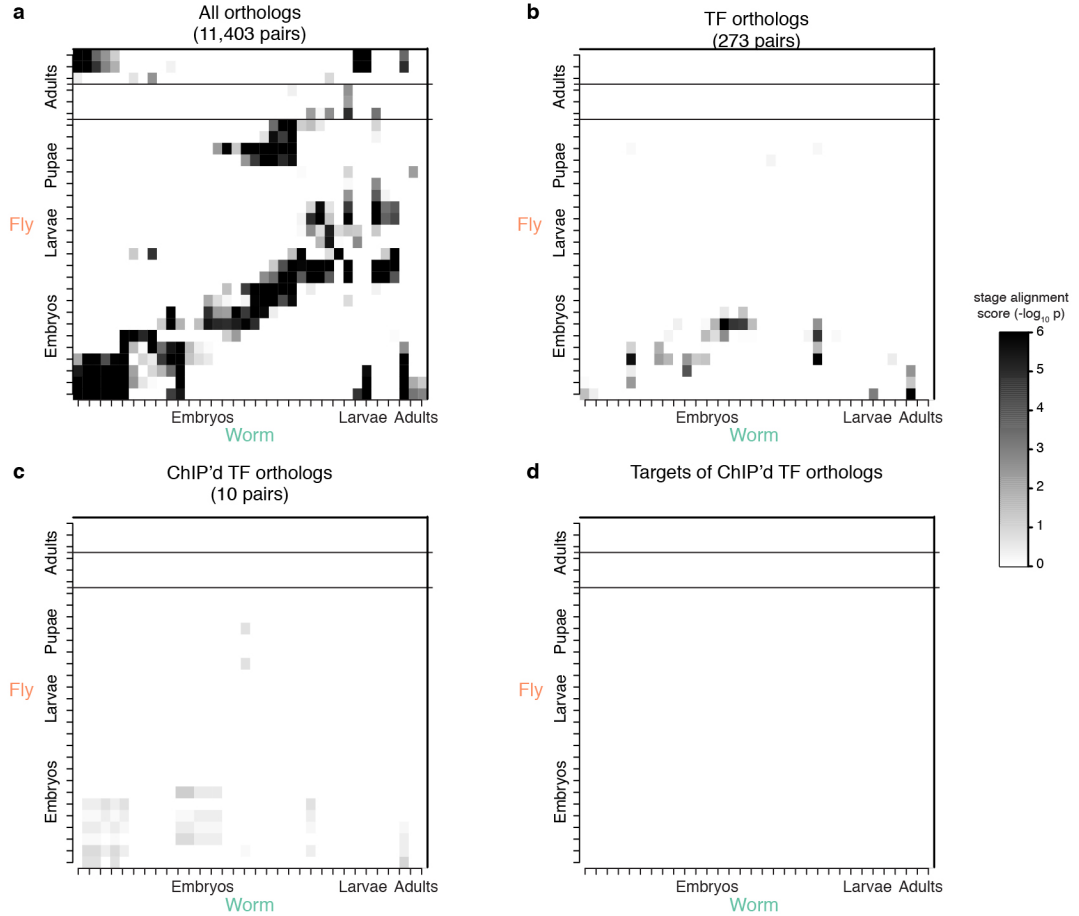 a
All orthologs
(11,403 pairs)
Adults
Pupae
Larvae
Embryos
Fly
Embryos
Larvae
Adults
Worm
b
TF orthologs
(273 pairs)
Adults
Pupae
Larvae
Embryos
Fly
Embryos
Larvae
Adults
Worm
stage alignment
score (-log10 p)
6
5
4
3
2
1
0
c
ChIP'd TF orthologs
(10 pairs)
Adults
Pupae
Larvae
Embryos
Fly
Embryos
Larvae
Adults
Worm
d
Targets of ChIP'd TF orthologs
Adults
Pupae
Larvae
Embryos
Fly
Embryos
Larvae
Adults
Worm